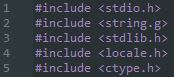 1 #include <stdio.h>
2 #include <string.g>
3 #include <stdlib.h>
4 #include <locale.h>
5 #include <ctype.h>